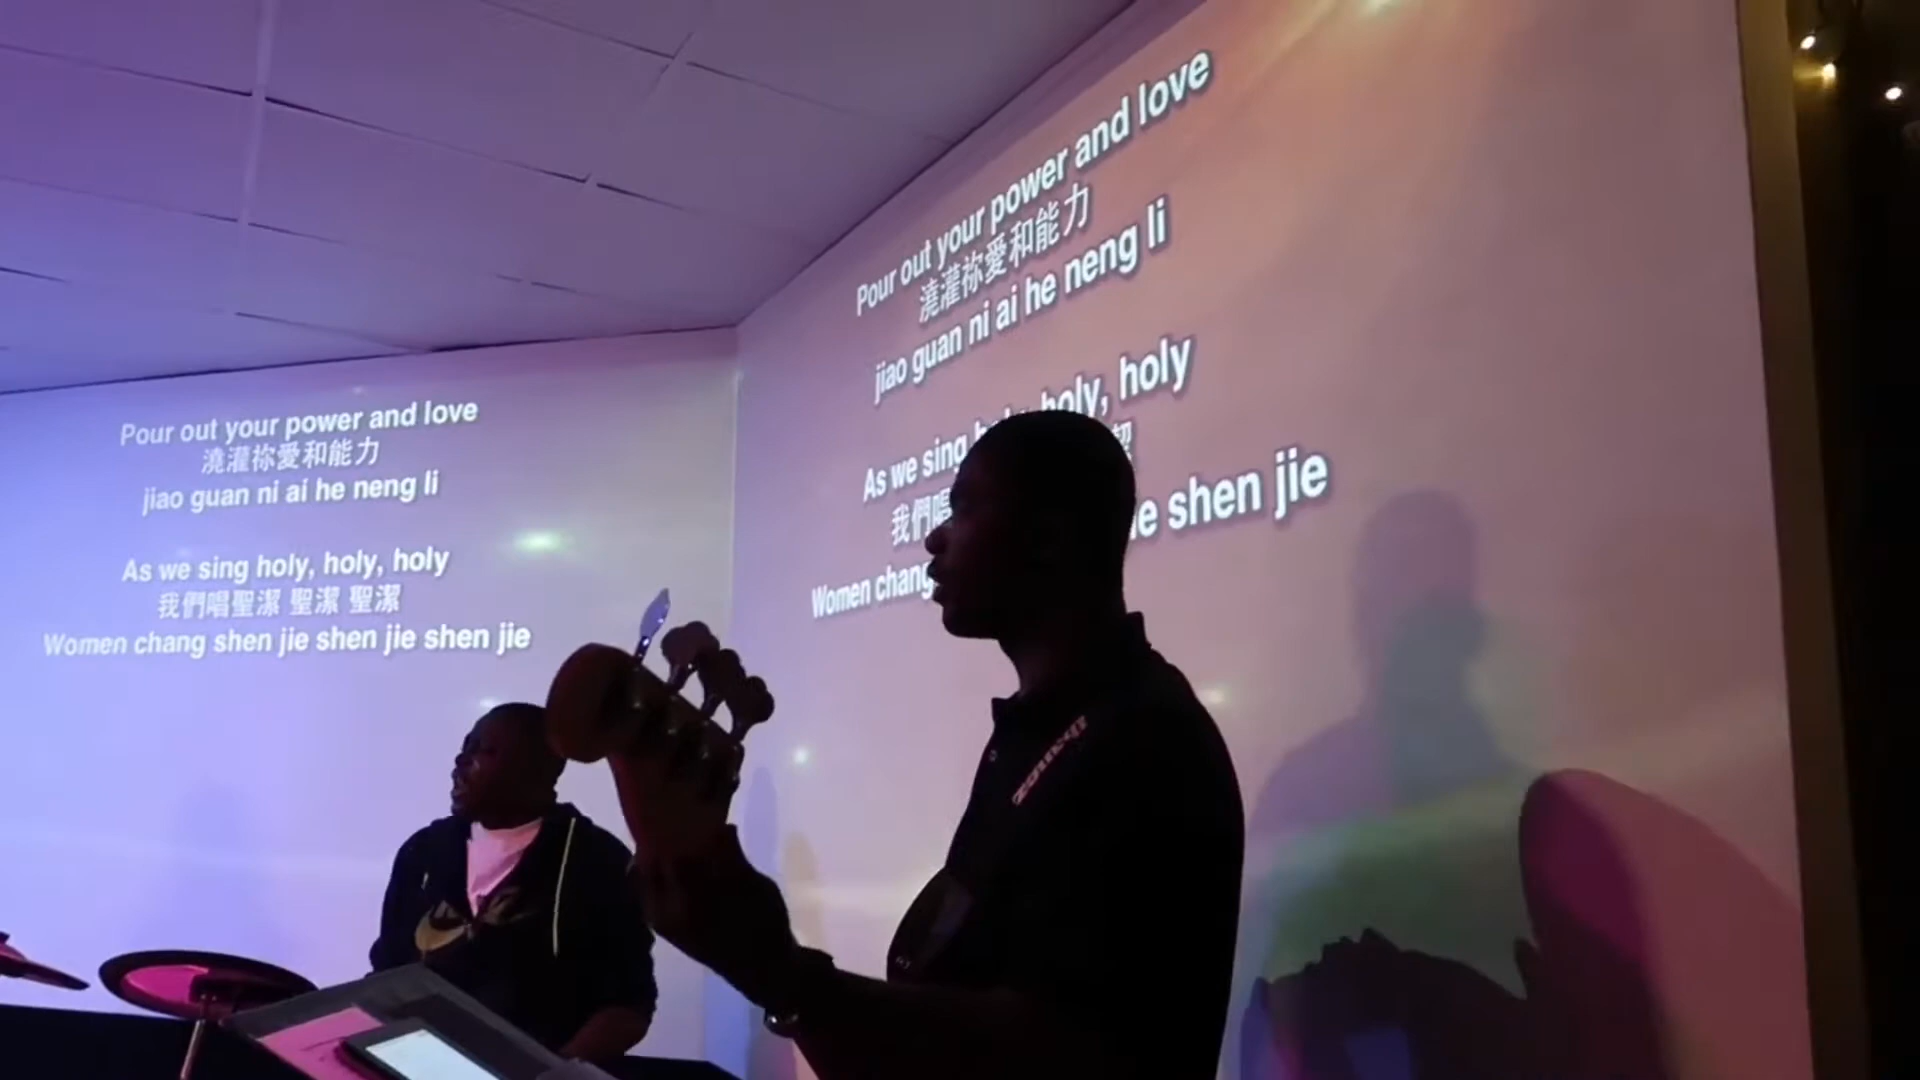 Pour out your power and love
澆灌祢愛和能力
jiao guan ni ai he neng li
As we sing holy, holy, holy
我們唱聖潔 聖潔 聖潔
Women chang shen jie shen jie shen jie
Pour out your power and love
澆灌祢愛和能力
jiao guan ni ai he neng li
As we sing holy, holy
我們唱 潔
Women chang shen jie